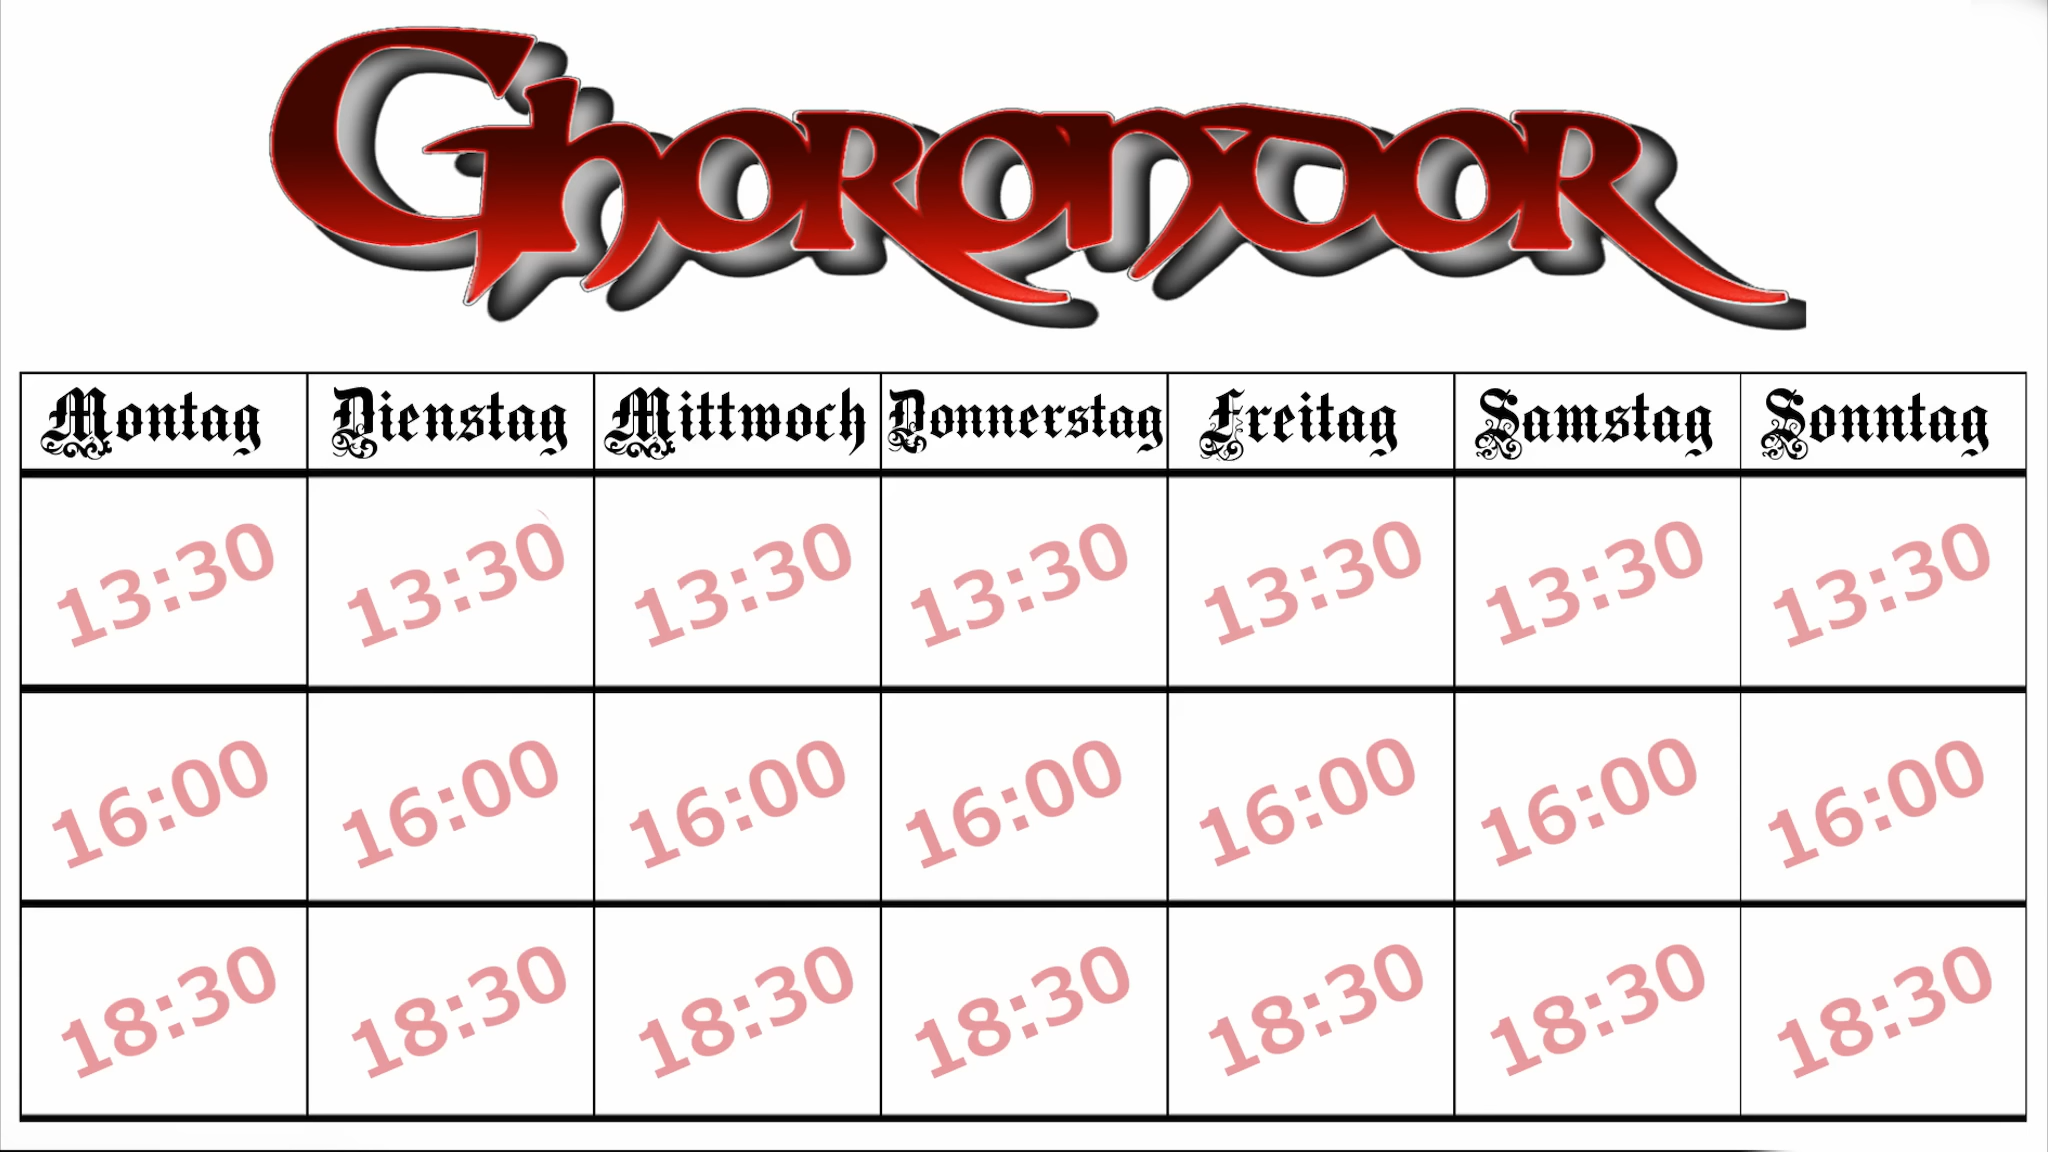 Ghorondor
Montag Dienstag Mittwoch Donnerstag Freitag Samstag Sonntag
13:30 13:30 13:30 13:30 13:30 13:30 13:30
16:00 16:00 16:00 16:00 16:00 16:00 16:00
18:30 18:30 18:30 18:30 18:30 18:30 18:30